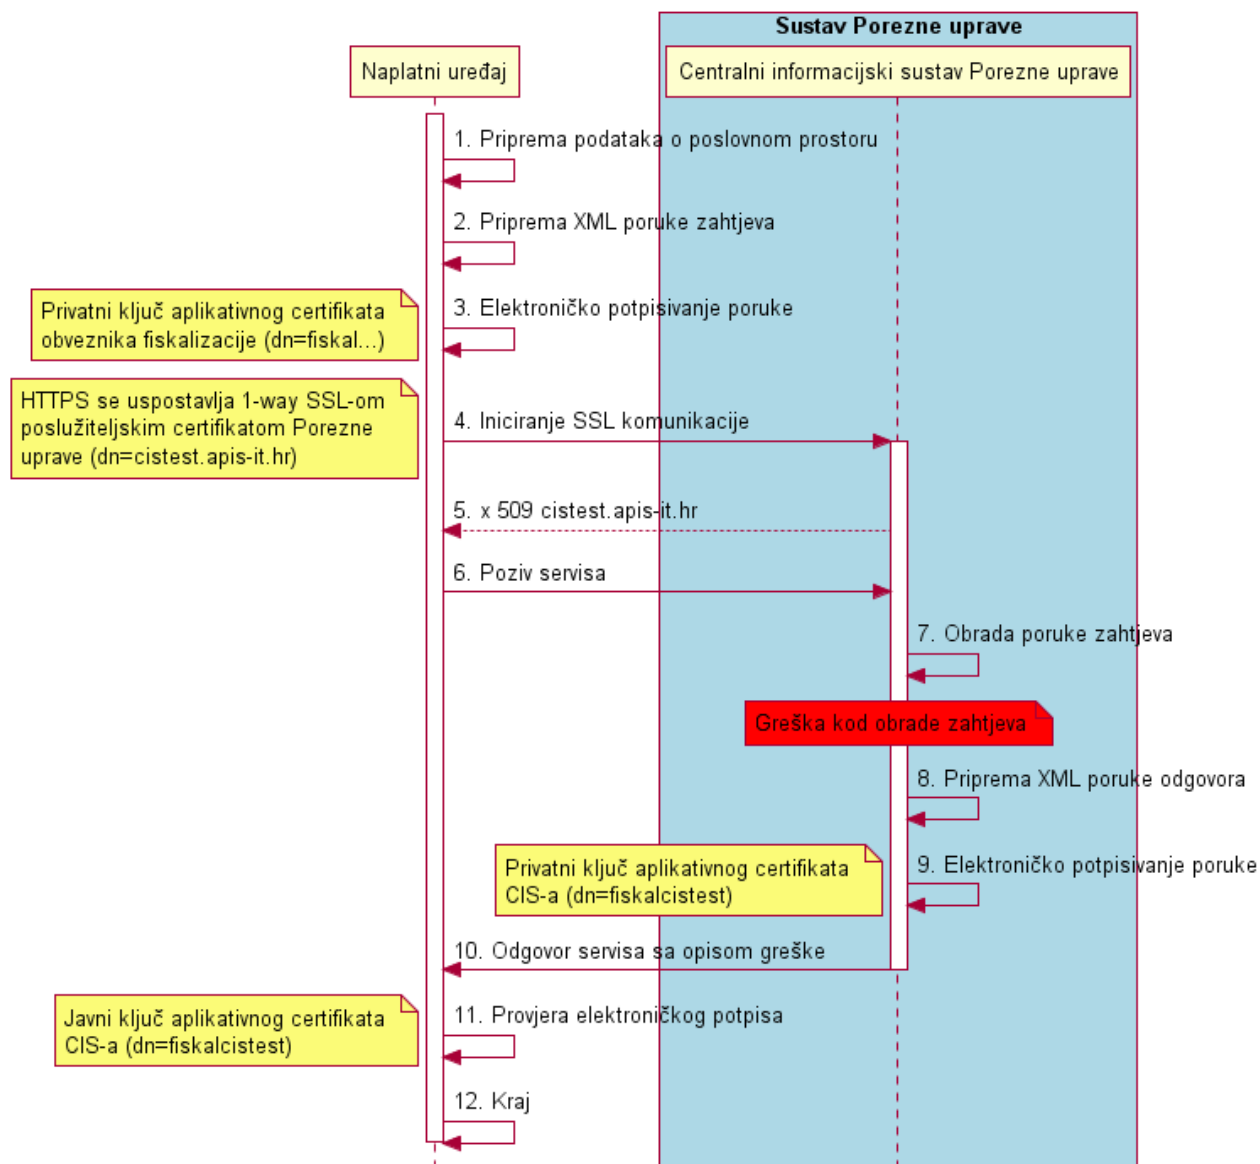 Sustav Porezne uprave
Naplatni uređaj
Centralni informacijski sustav Porezne uprave
1. Priprema podataka o poslovnom prostoru
2. Priprema XML poruke zahtjeva
Privatni ključ aplikativnog certifikata
obveznika fiskalizacije (dn=fiskal...)
3. Elektroničko potpisivanje poruke
HTTPS se uspostavlja 1-way SSL-om
poslužiteljskim certifikatom Porezne
uprave (dn=cistest.apis-it.hr)
4. Iniciranje SSL komunikacije
5. x 509 cistest.apis-it.hr
6. Poziv servisa
7. Obrada poruke zahtjeva
Greška kod obrade zahtjeva
8. Priprema XML poruke odgovora
Privatni ključ aplikativnog certifikata
CIS-a (dn=fiskalcistest)
9. Elektroničko potpisivanje poruke
10. Odgovor servisa sa opisom greške
Javni ključ aplikativnog certifikata
CIS-a (dn=fiskalcistest)
11. Provjera elektroničkog potpisa
12. Kraj